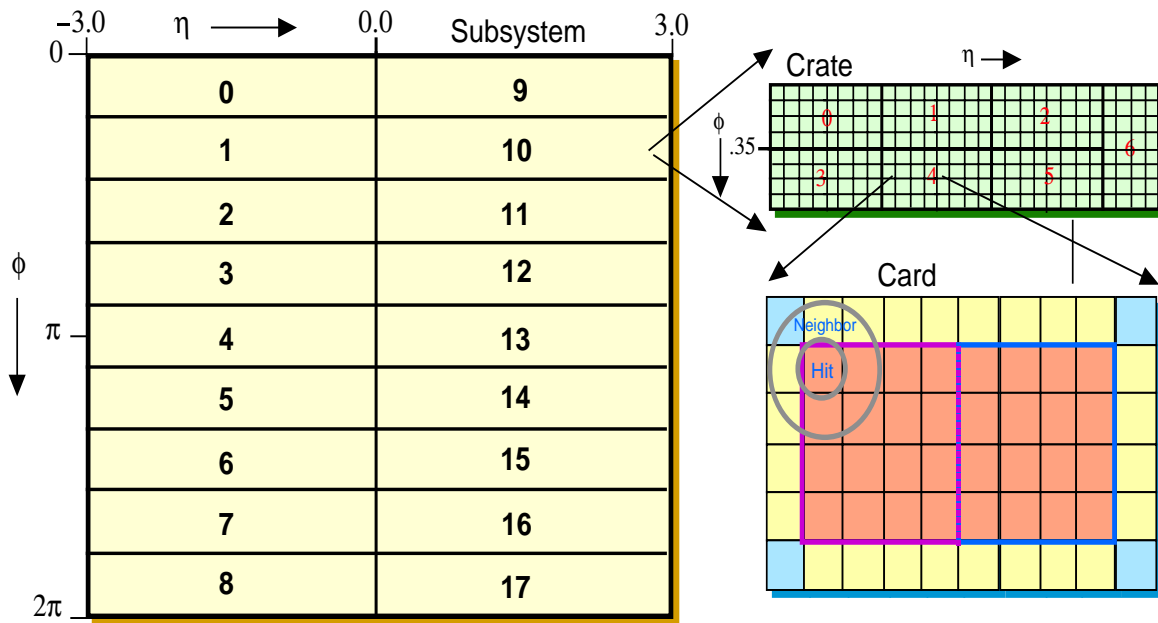 −3.0 η 0.0 Subsystem 3.0
0
0 9
1 10
2 11
3 12
φ
4 13
π
5 14
6 15
7 16
8 17
2π
η
Crate
φ
.35
0 1 2
6
3 4 5
Card
Neighbor
Hit